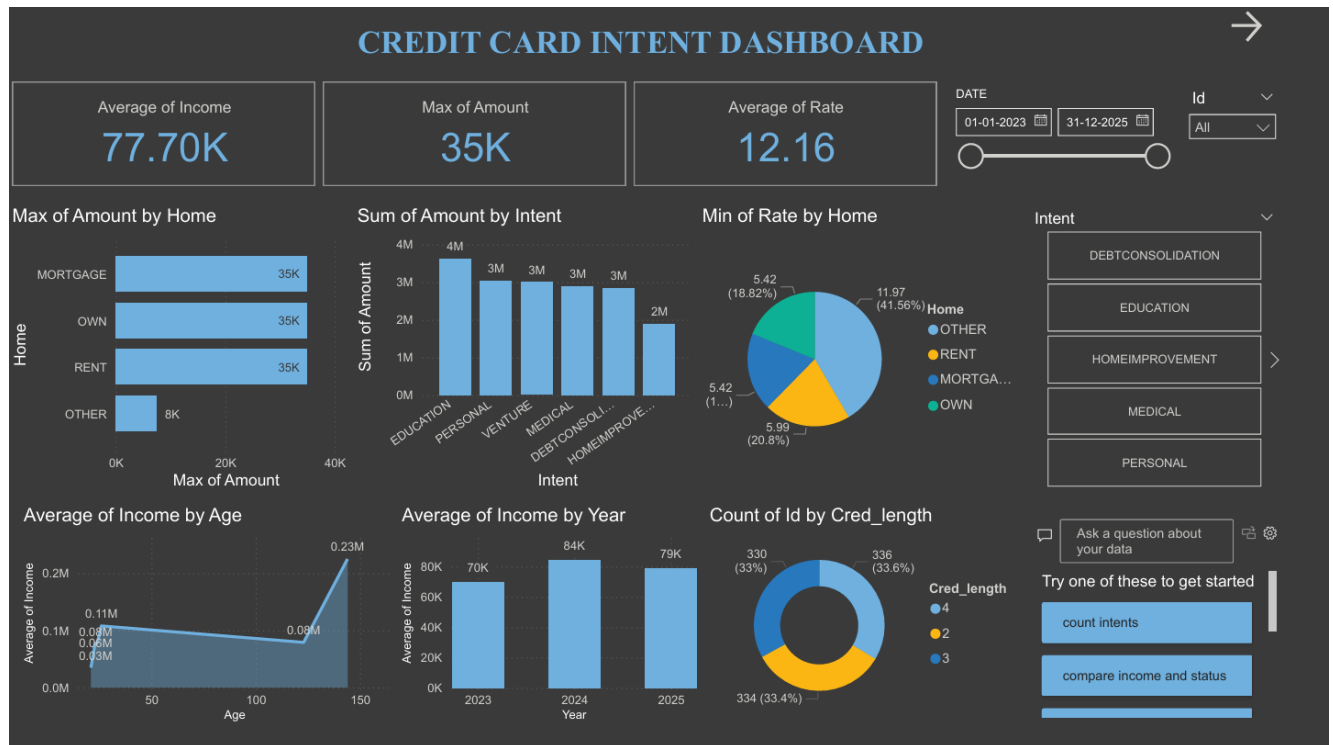 CREDIT CARD INTENT DASHBOARD
Average of Income
77.70K
Max of Amount
35K
Average of Rate
12.16
DATE
01-01-2023
31-12-2025
Id
All
Max of Amount by Home
Home
MORTGAGE
35K
OWN
35K
RENT
35K
OTHER
8K
0K
20K
40K
Max of Amount
Sum of Amount by Intent
Sum of Amount
4M
3M
2M
1M
0M
4M
3M
3M
3M
3M
2M
EDUCATION
PERSONAL
VENTURE
MEDICAL
DEBTCONSOLI...
HOMEIMPROVE...
Intent
Min of Rate by Home
5.42
(18.82%)
11.97
(41.56%)
5.42
(1...)
5.99
(20.8%)
Home
OTHER
RENT
MORTGA...
OWN
Intent
DEBTCONSOLIDATION
EDUCATION
HOMEIMPROVEMENT
MEDICAL
PERSONAL
Average of Income by Age
Average of Income
0.2M
0.1M
0.0M
0.23M
0.11M
0.08M
0.06M
0.03M
0.08M
50
100
150
Age
Average of Income by Year
Average of Income
80K
60K
40K
20K
0K
70K
84K
79K
2023
2024
2025
Year
Count of Id by Cred_length
330
(33%)
336
(33.6%)
334 (33.4%)
Cred_length
4
2
3
Ask a question about
your data
Try one of these to get started
count intents
compare income and status